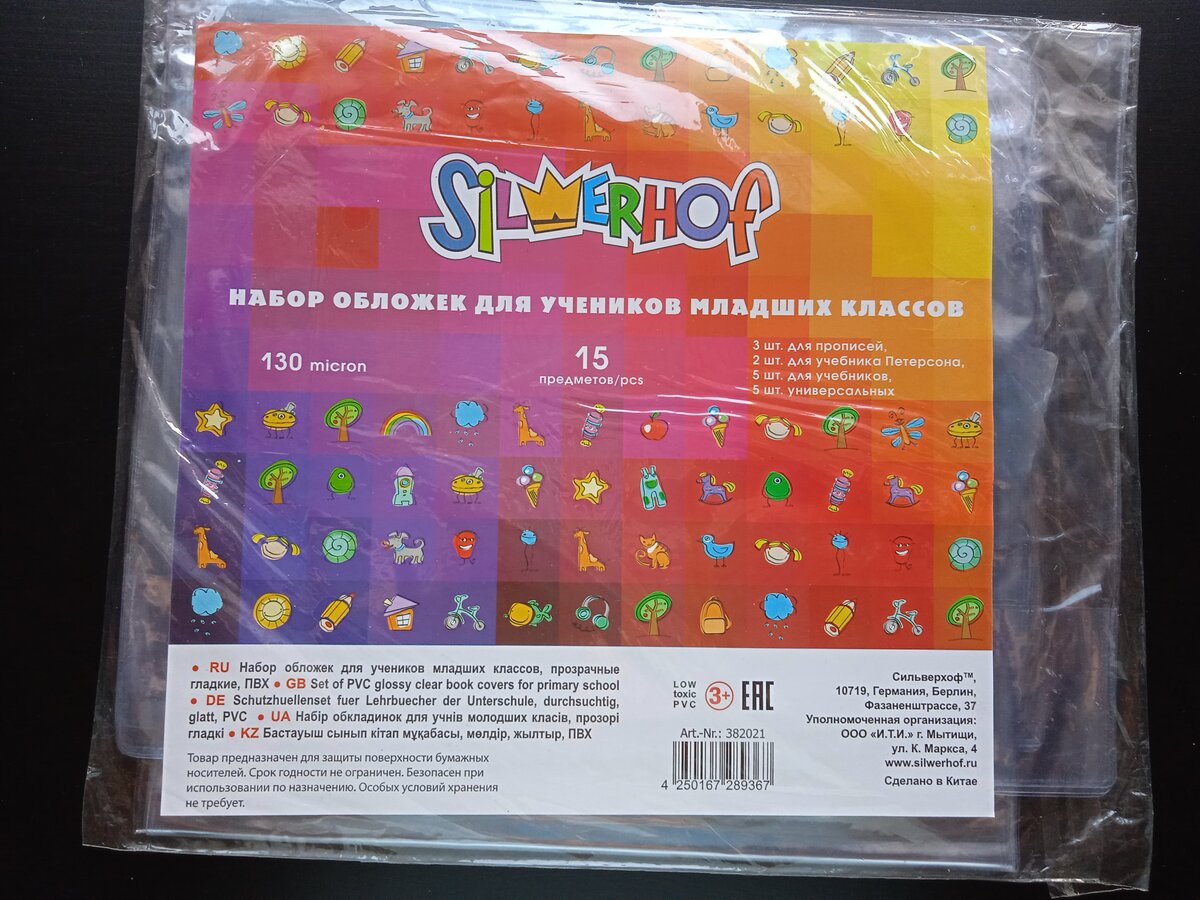 SILWERHOF
НАБОР ОБЛОЖЕК ДЛЯ УЧЕНИКОВ МЛАДШИХ КЛАССОВ
130 micron
15
предметов/pcs
3 шт. для прописей,
2 шт. для учебника Петерсона,
5 шт. для учебников,
5 шт. универсальных
• RU Набор обложек для учеников младших классов, прозрачные
гладкие, ПВХ • GB Set of PVC glossy clear book covers for primary school
• DE Schutzhuellenset fuer Lehrbuecher der Unterschule, durchsuchtig,
glatt, PVC • UA Набір обкладинок для учнів молодших класів, прозорі
гладкі • KZ Бастауыш сынып кітап мұқабасы, мөлдір, жылтыр, ПВХ
Товар предназначен для защиты поверхности бумажных
носителей. Срок годности не ограничен. Безопасен при
использовании по назначению. Особых условий хранения
не требует.
LOW
toxic
PVC
3+
EAC
Art.-Nr.: 382021
4 250167 289367
Сильверхоф™,
10719, Германия, Берлин,
Фазаненштрассе, 37
Уполномоченная организация:
ООО «И.Т.И.» г. Мытищи,
ул. К. Маркса, 4
www.silwerhof.ru
Сделано в Китае